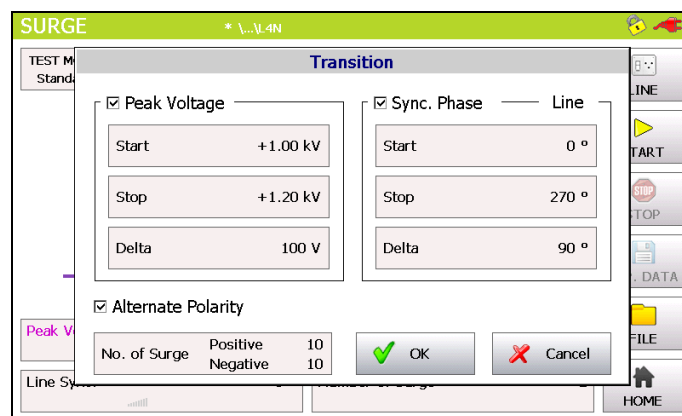 SURGE
* \...\L4N
TEST M
Standa
Transition
Peak Voltage
Start +1.00 kV
Stop +1.20 kV
Delta 100 V
Sync. Phase Line
Start 0 º
Stop 270 º
Delta 90 º
Alternate Polarity
No. of Surge
Positive 10
Negative 10
OK
Cancel
Peak V
Line Sy
LINE
START
STOP
STOP
. DATA
FILE
HOME